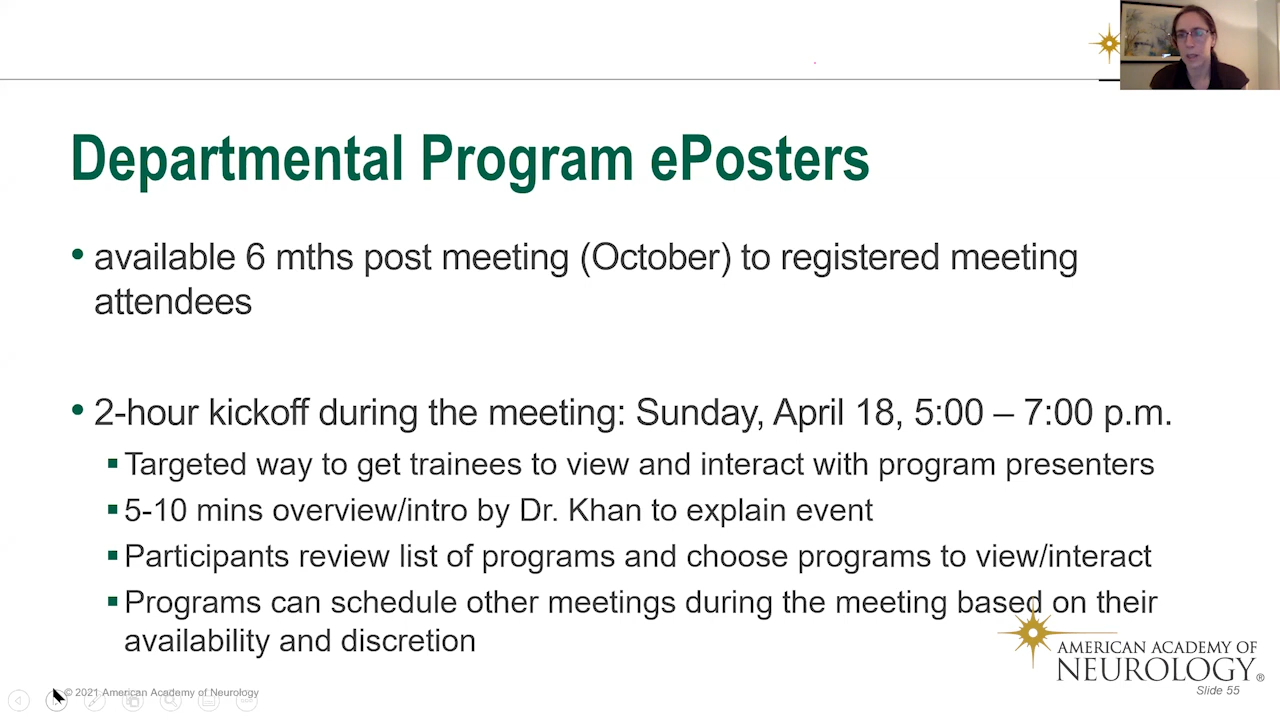 Departmental Program ePosters
• available 6 mths post meeting (October) to registered meeting
attendees
• 2-hour kickoff during the meeting: Sunday, April 18, 5:00 – 7:00 p.m.
▪ Targeted way to get trainees to view and interact with program presenters
▪ 5-10 mins overview/intro by Dr. Khan to explain event
▪ Participants review list of programs and choose programs to view/interact
▪ Programs can schedule other meetings during the meeting based on their
availability and discretion
AMERICAN ACADEMY OF
NEUROLOGY®
© 2021 American Academy of Neurology
Slide 55